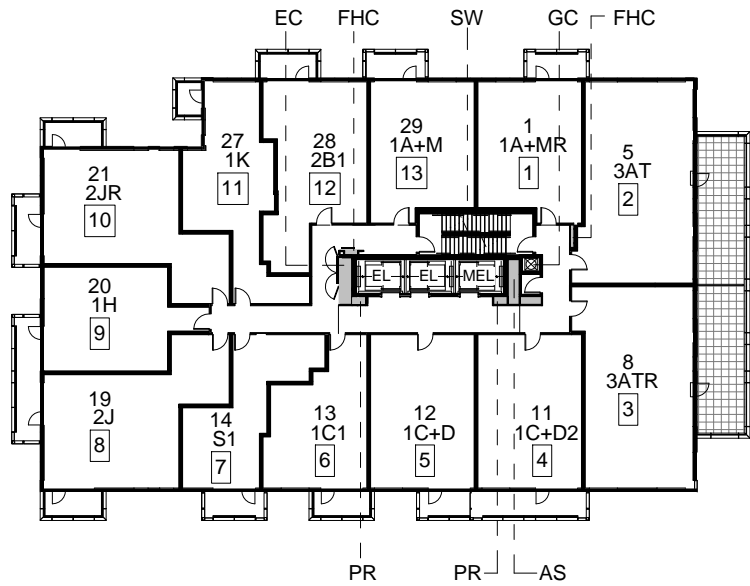 EC
FHC
SW
GC
FHC
27
1K
11
28
2B1
12
29
1A+M
13
1
1A+MR
1
5
3AT
2
21
2JR
10
EL
EL
MEL
20
1H
9
19
2J
8
14
S1
7
13
1C1
6
12
1C+D
5
11
1C+D2
4
8
3ATR
3
PR
PR
AS